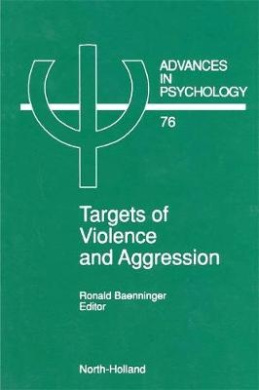 ADVANCES
IN
PSYCHOLOGY
76
Targets of
Violence
and Aggression
Ronald Baenninger
Editor
North-Holland